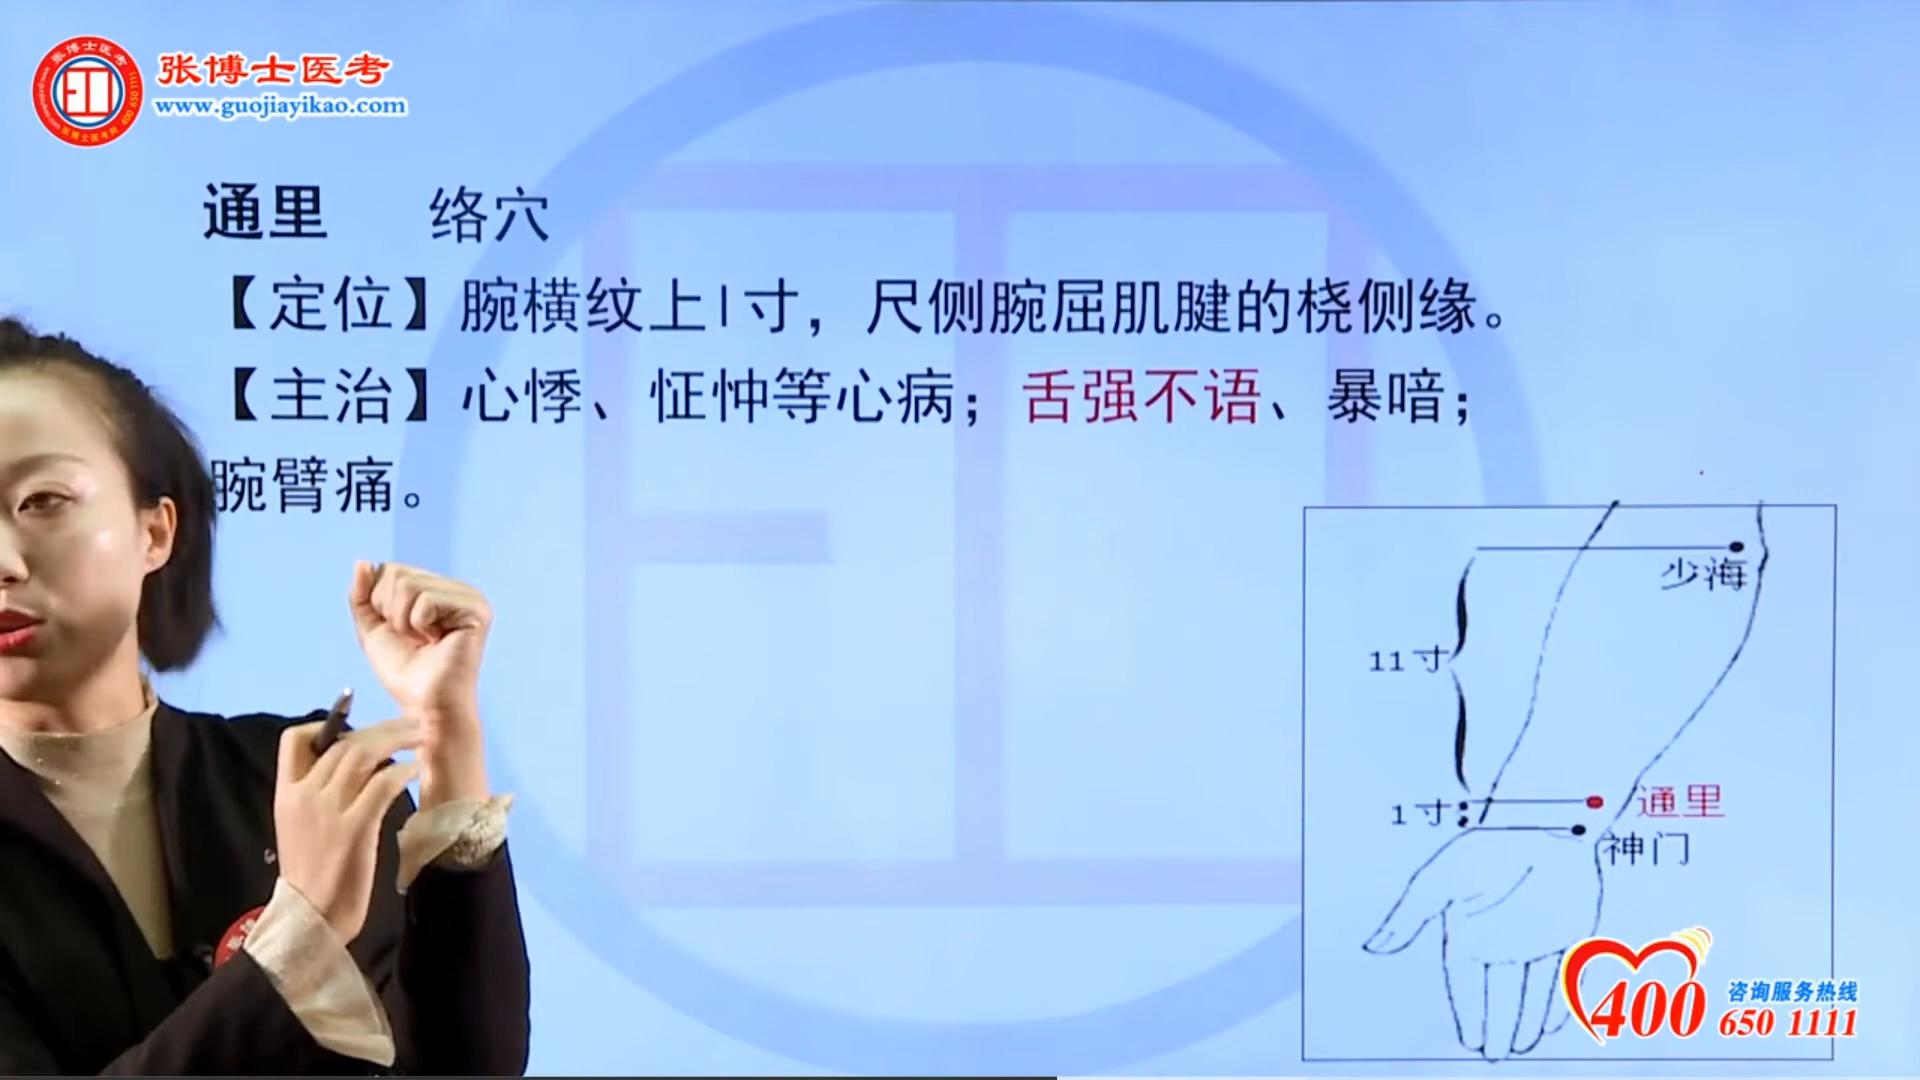 张博士医考
www.guojiayikao.com
通里 络穴
【定位】腕横纹上1寸，尺侧腕屈肌腱的桡侧缘。
【主治】心悸、怔忡等心病；舌强不语、暴喑；
腕臂痛。
少海
11寸
1寸
通里
神门
400
咨询服务热线
650 1111